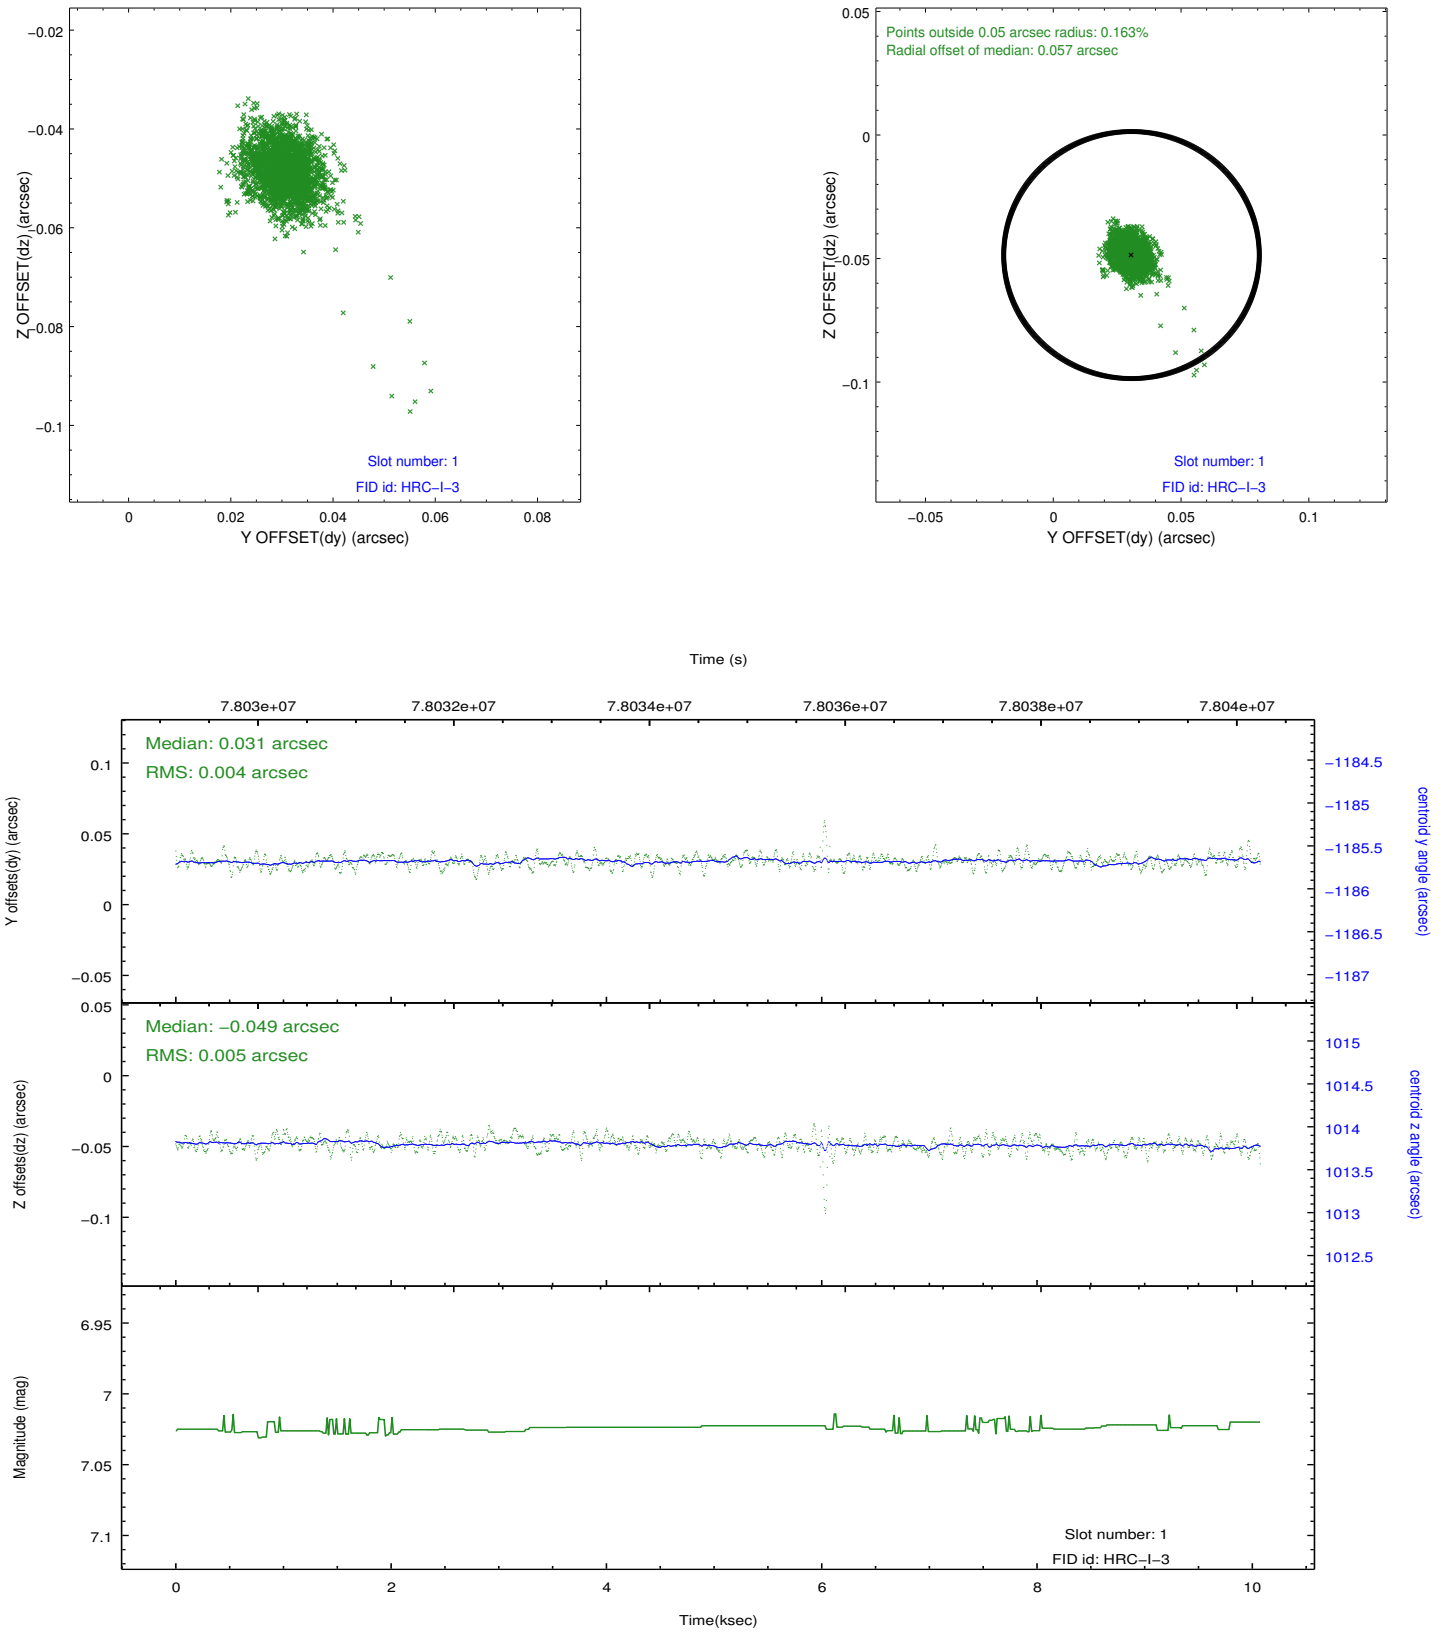 −0.02
−0.04
−0.06
−0.08
−0.1
Z OFFSET(dz) (arcsec)
Slot number: 1
FID id: HRC−I−3
0
0.02
0.04
0.06
0.08
Y OFFSET(dy) (arcsec)
0.05
0
−0.05
−0.1
Z OFFSET(dz) (arcsec)
Points outside 0.05 arcsec radius: 0.163%
Radial offset of median: 0.057 arcsec
Slot number: 1
FID id: HRC−I−3
−0.05
0
0.05
0.1
Y OFFSET(dy) (arcsec)
Time (s)
7.803e+07
7.8032e+07
7.8034e+07
7.8036e+07
7.8038e+07
7.804e+07
Median: 0.031 arcsec
RMS: 0.004 arcsec
0.1
0.05
0
−0.05
Y offsets(dy) (arcsec)
−1184.5
−1185
−1185.5
−1186
−1186.5
−1187
centroid y angle (arcsec)
Median: −0.049 arcsec
RMS: 0.005 arcsec
0.05
0
−0.05
−0.1
Z offsets(dz) (arcsec)
1015
1014.5
1014
1013.5
1013
1012.5
centroid z angle (arcsec)
6.95
7
7.05
7.1
Magnitude (mag)
Slot number: 1
FID id: HRC−I−3
0
2
4
6
8
10
Time(ksec)